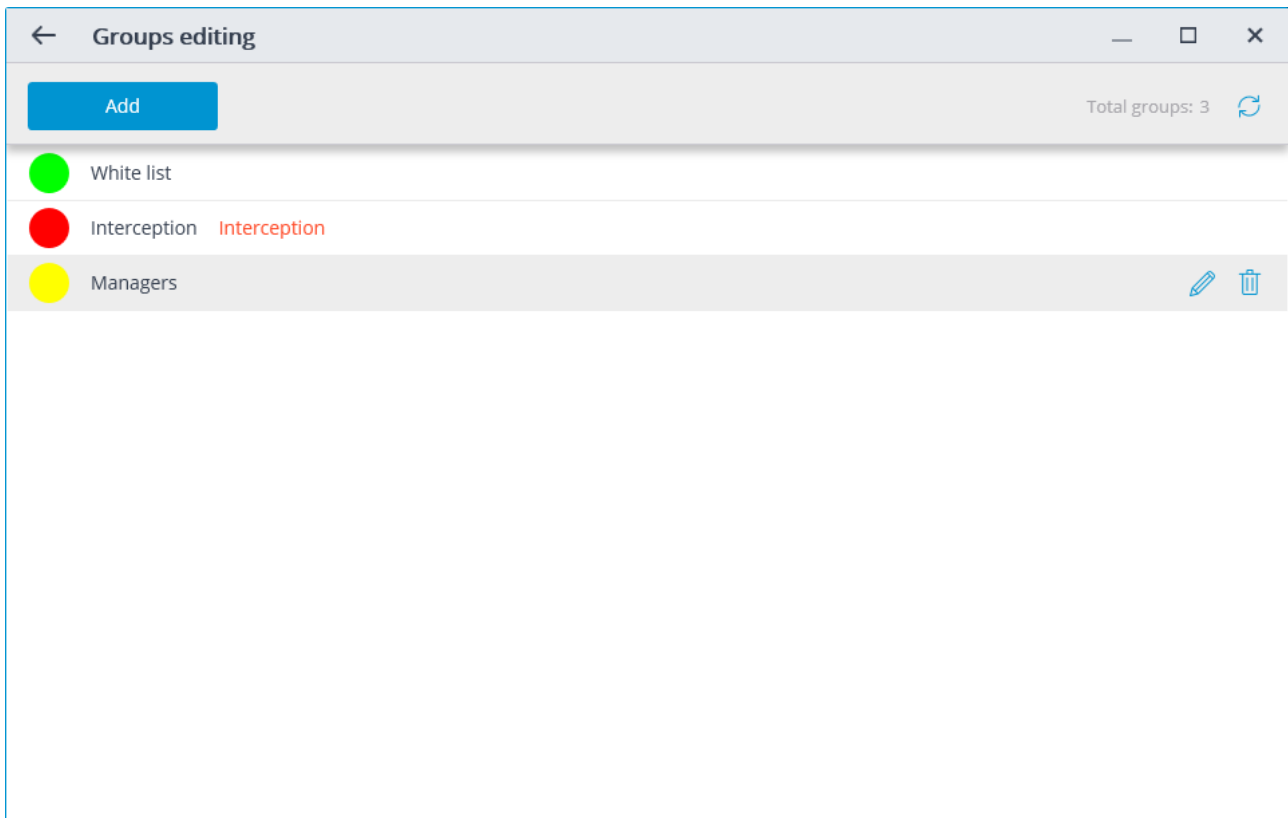 Groups editing
Add
Total groups: 3
White list
Interception Interception
Managers